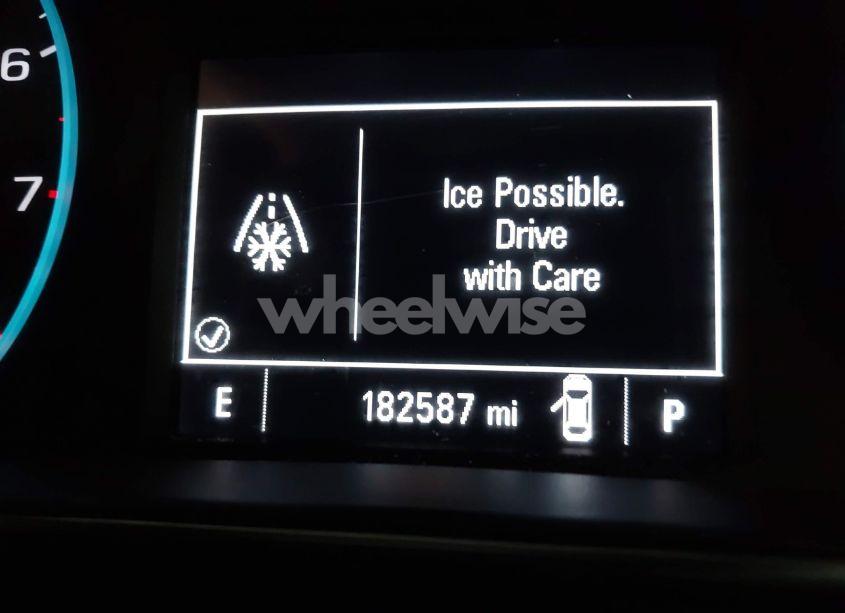 6
7
Ice Possible.
Drive
with Care
wheelwise
E 182587 mi P